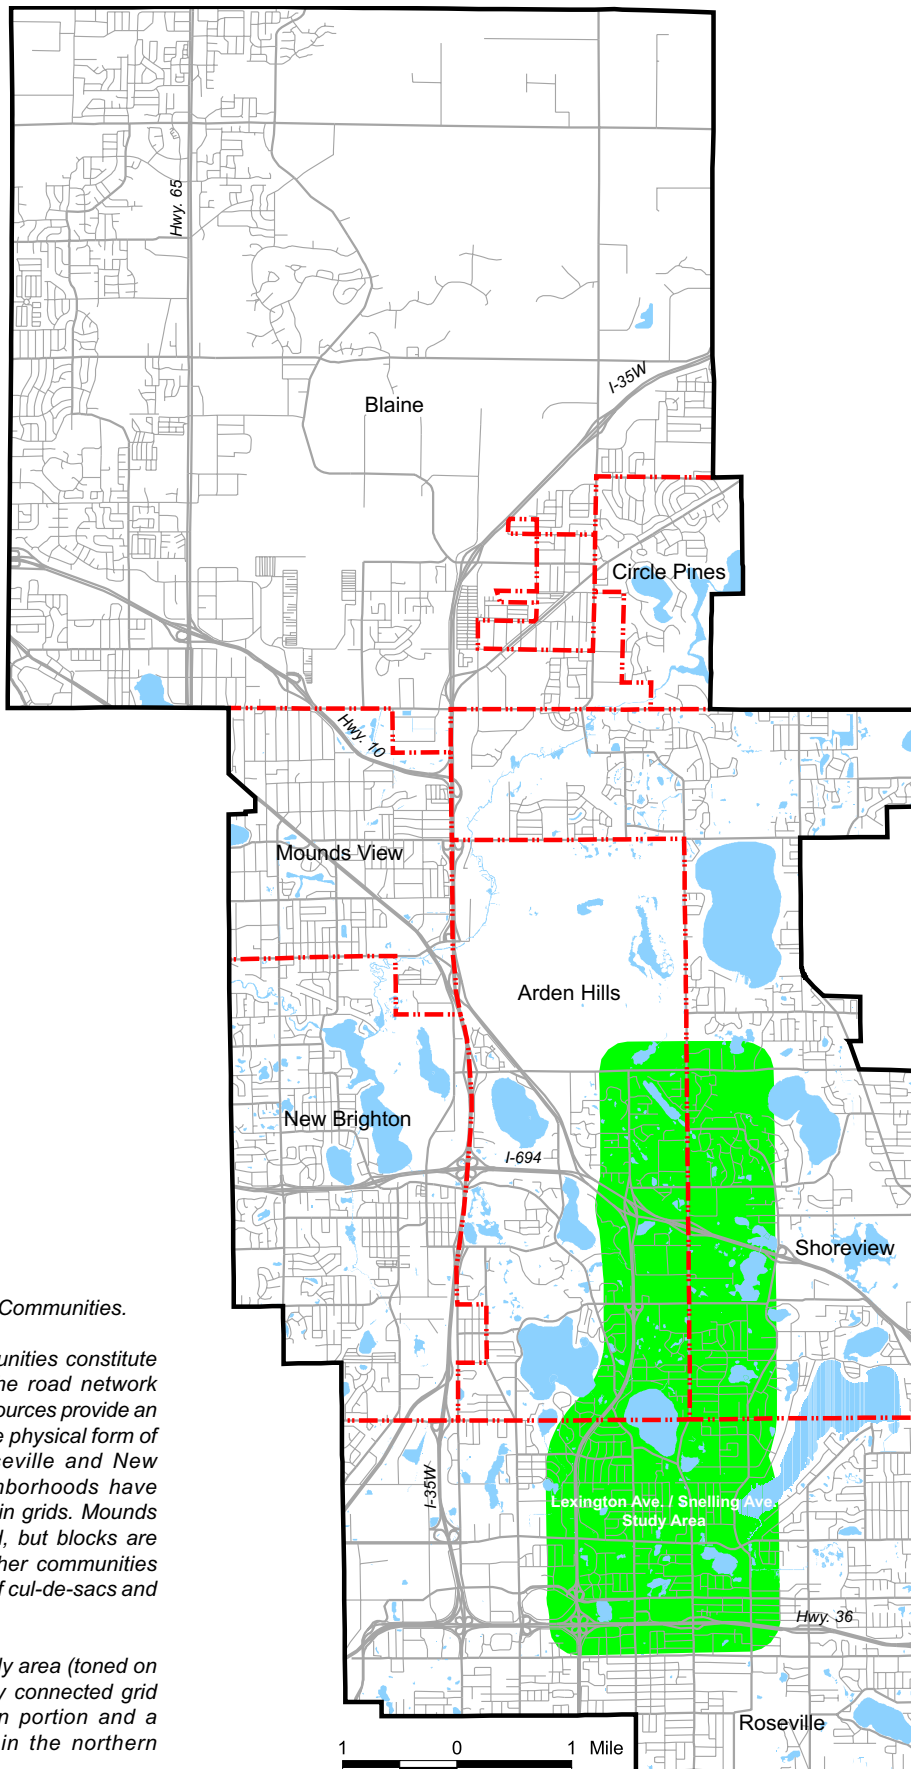 Hwy. 65
I-35W
Blaine
Circle Pines
Hwy. 10
Mounds View
Arden Hills
New Brighton
I-694
Shoreview
Communities.
unities constitute
ne road network
ources provide an
e physical form of
seville and New
hborhoods have
in grids. Mounds
d, but blocks are
her communities
f cul-de-sacs and
I-35W
Lexington Ave. / Snelling Ave.
Study Area
Hwy. 36
ly area (toned on
y connected grid
n portion and a
in the northern
Roseville
1 0 1 Mile